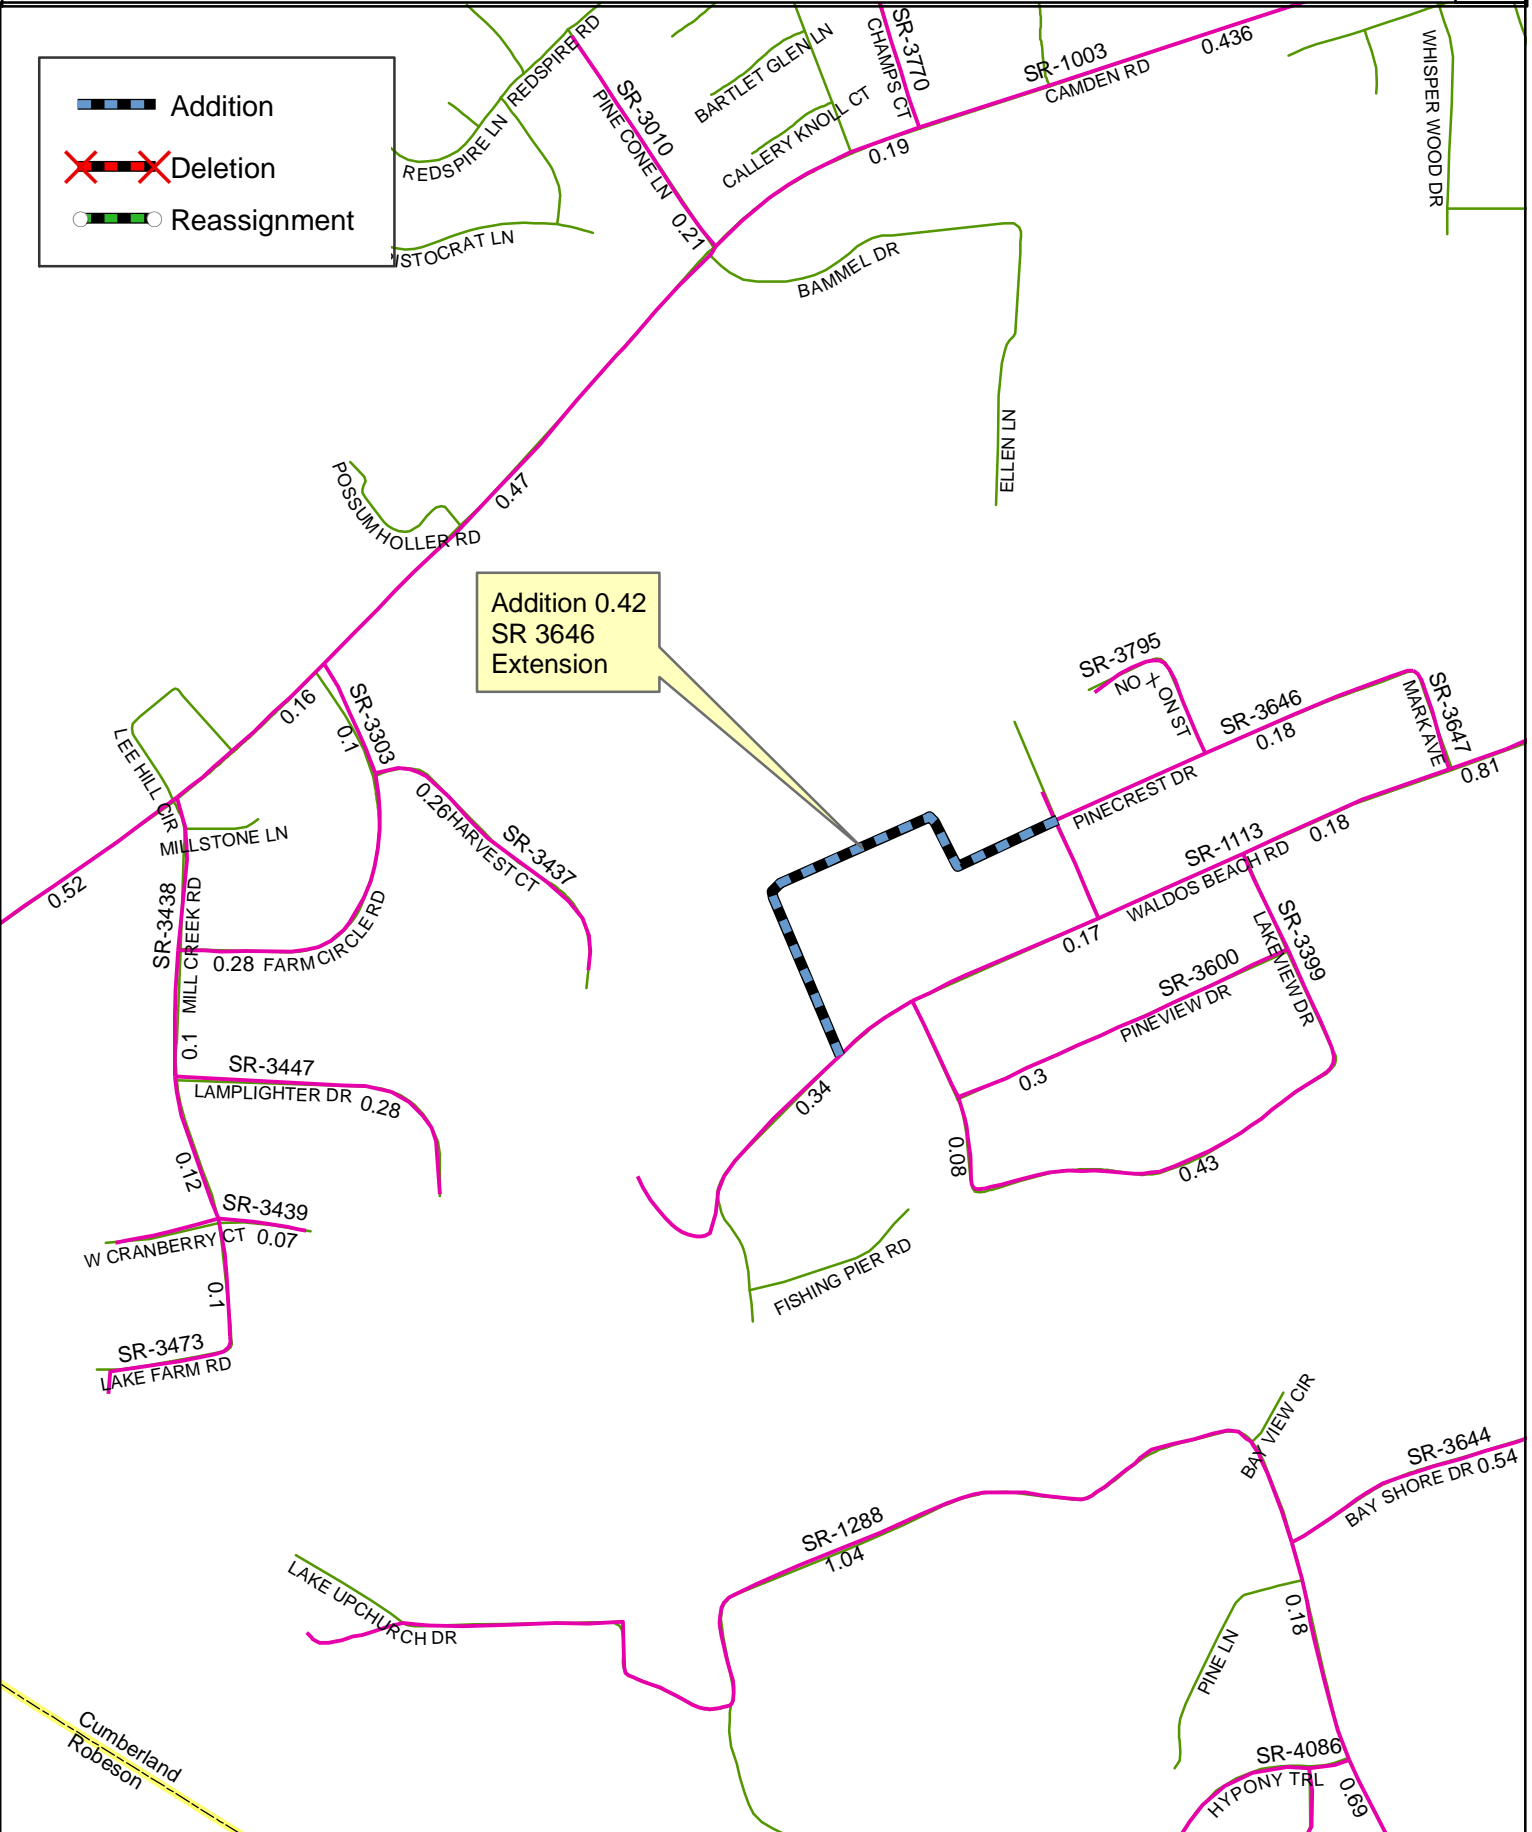 Addition
Deletion
Reassignment
REDSPIRE RD
REDSPIRE LN
SR-3010
PINE CONE LN
0.21
BARTLET GLEN LN
CALLERY KNOLL CT
SR-3770
CHAMPS CT
SR-1003
CAMDEN RD
0.436
0.19
WHISPER WOOD DR
ISTOCRAT LN
BAMMEL DR
ELLEN LN
0.47
POSSUM HOLLER RD
Addition 0.42
SR 3646
Extension
SR-3795
NO
ON ST
SR-3646
0.18
PINECREST DR
SR-3647
MARK AVE
0.81
0.16
SR-3303
0.1
LEE HILL CIR
MILLSTONE LN
0.26
HARVEST CT
SR-3437
0.52
SR-3438
MILL CREEK RD
0.28
FARM CIRCLE RD
0.1
SR-1113
WALDOS BEACH RD
0.18
0.17
SR-3399
LAKEVIEW DR
SR-3600
PINEVIEW DR
0.3
0.34
0.08
0.43
SR-3447
LAMPLIGHTER DR
0.28
0.12
SR-3439
W CRANBERRY CT
0.07
0.1
SR-3473
LAKE FARM RD
FISHING PIER RD
BAY VIEW CIR
SR-3644
BAY SHORE DR
0.54
SR-1288
1.04
LAKE UPCHURCH DR
0.18
PINE LN
SR-4086
HYPONY TRL
0.69
Cumberland
Robeson